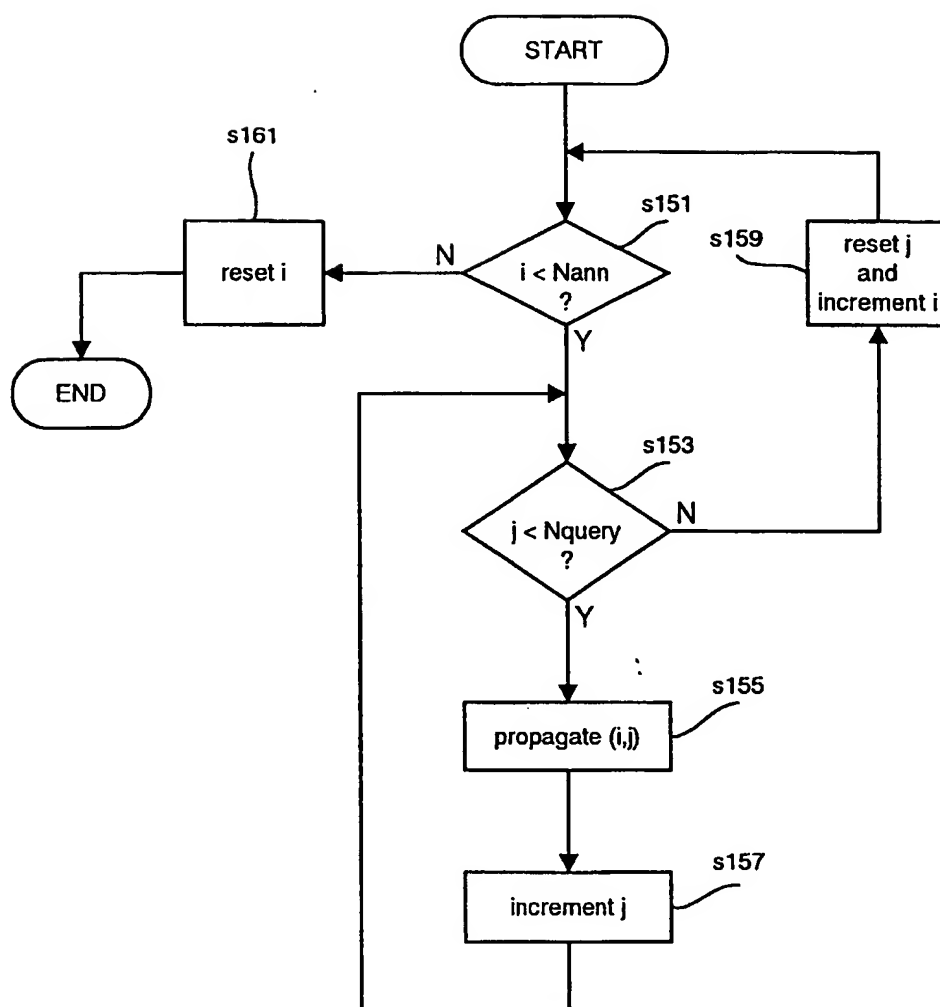 START
s161
s151
s159
reset i
N
i < Nann
?
reset j
and
increment i
Y
END
s153
j < Nquery
?
N
Y
s155
propagate (i,j)
s157
increment j